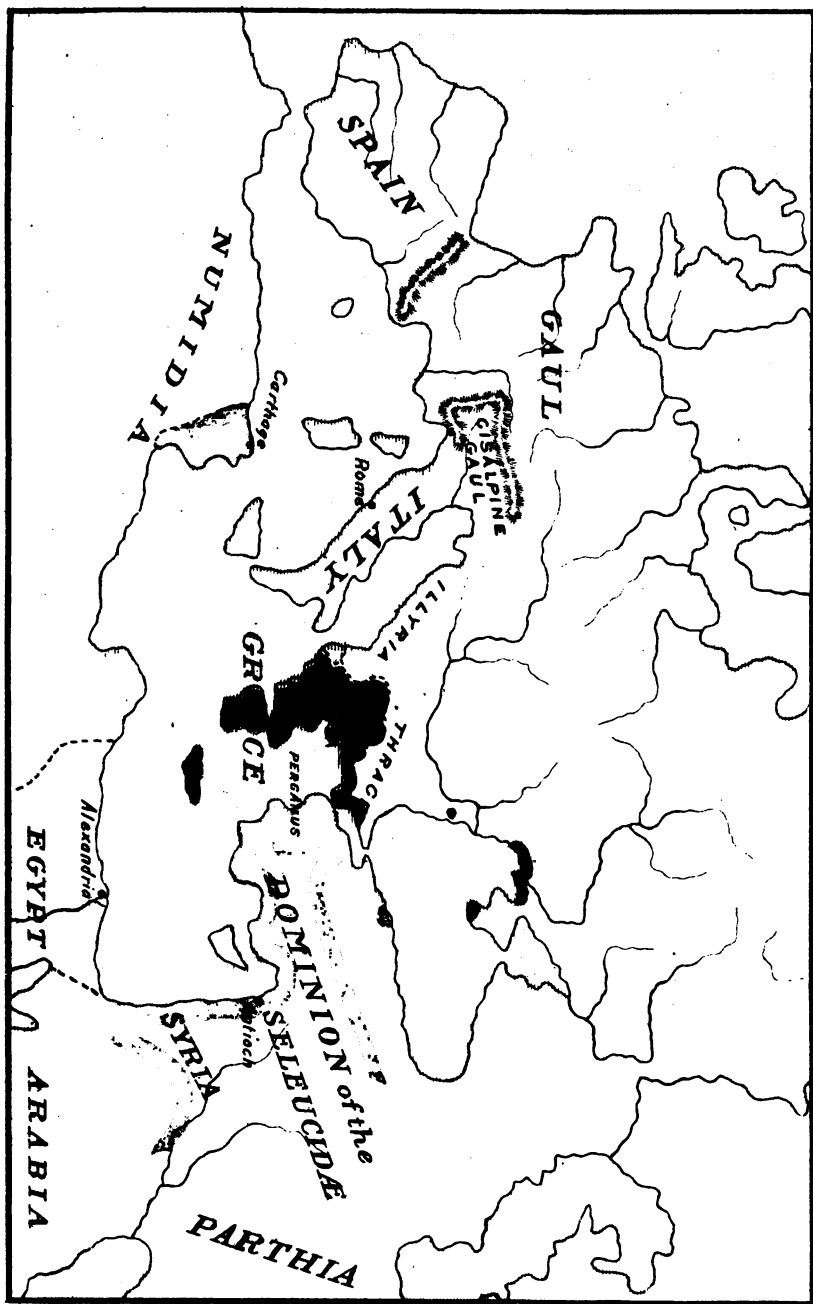 GAUL
CISALPINE
GAUL
SPAIN
ITALY
ILLYRIA
Rome
THRACE
PERGAMUS
GREECE
DOMINION of the
SELEUCIDÆ
PARTHIA
NUMIDIA
Carthage
Antioch
SYRIA
Alexandria
EGYPT
ARABIA